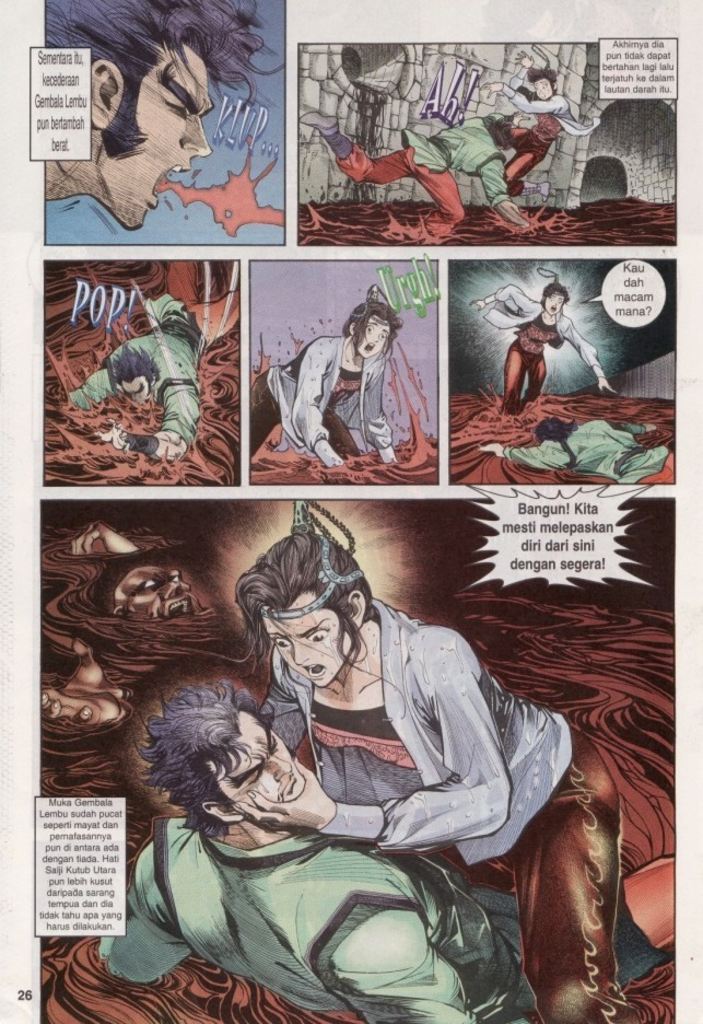 Sementara itu,
kecederaan
Gembala Lembu
pun bertambah
berat.
Akhirnya dia
pun tidak dapat
bertahan lagi lalu
terjatuh ke dalam
lautan darah itu.
Ah!
POP!
Urgh!
Kau
dah
macam
mana?
Bangun! Kita
mesti melepaskan
diri dari sini
dengan segera!
Muka Gembala
Lembu sudah pucat
seperti mayat dan
pernafasannya
pun di antara ada
dengan tiada. Hati
Salji Kutub Utara
pun lebih kusut
daripada sarang
tempua dan dia
tidak tahu apa yang
harus dilakukan.
26